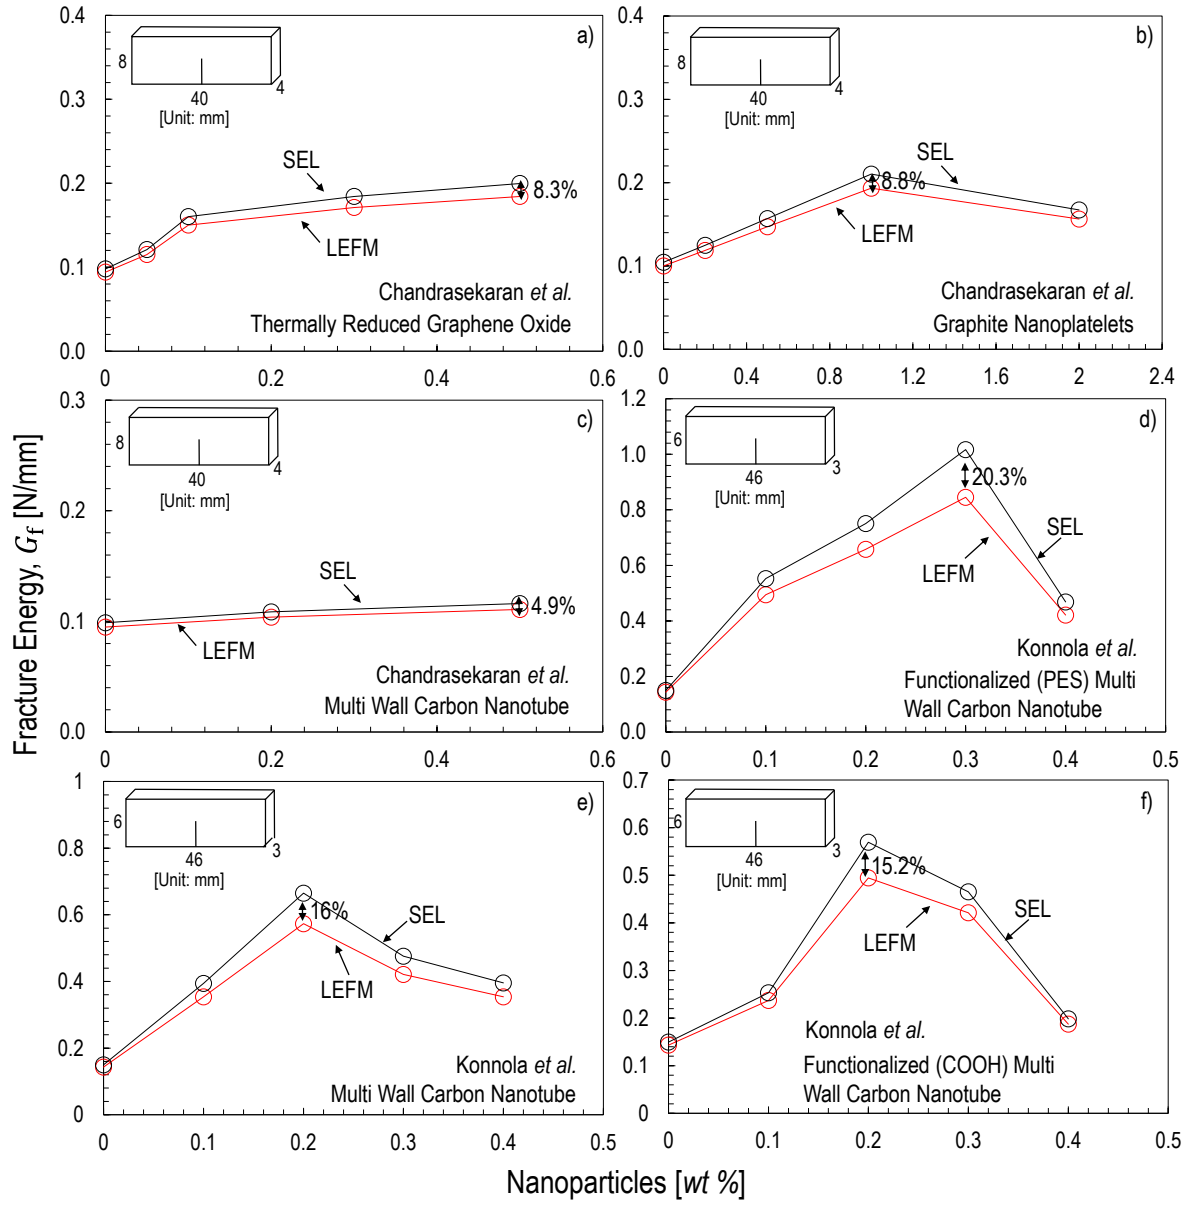 Fracture Energy, G_f [N/mm]
a)
0.4
0.3
0.2
0.1
0.0
8
40
4
[Unit: mm]
SEL
8.3%
LEFM
Chandrasekaran et al.
Thermally Reduced Graphene Oxide
0
0.2
0.4
0.6
b)
0.4
0.3
0.2
0.1
0.0
8
40
4
[Unit: mm]
SEL
8.8%
LEFM
Chandrasekaran et al.
Graphite Nanoplatelets
0
0.4
0.8
1.2
1.6
2
2.4
c)
0.3
0.2
0.1
0.0
8
40
4
[Unit: mm]
SEL
4.9%
LEFM
Chandrasekaran et al.
Multi Wall Carbon Nanotube
0
0.2
0.4
0.6
d)
1.2
1.0
0.8
0.6
0.4
0.2
0.0
6
46
3
[Unit: mm]
20.3%
SEL
LEFM
Konnola et al.
Functionalized (PES) Multi
Wall Carbon Nanotube
0
0.1
0.2
0.3
0.4
0.5
e)
1
0.8
0.6
0.4
0.2
0
6
46
3
[Unit: mm]
16%
SEL
LEFM
Konnola et al.
Multi Wall Carbon Nanotube
0
0.1
0.2
0.3
0.4
0.5
f)
0.7
0.6
0.5
0.4
0.3
0.2
0.1
0
6
46
3
[Unit: mm]
15.2%
SEL
LEFM
Konnola et al.
Functionalized (COOH) Multi
Wall Carbon Nanotube
0
0.1
0.2
0.3
0.4
0.5
Nanoparticles [wt %]